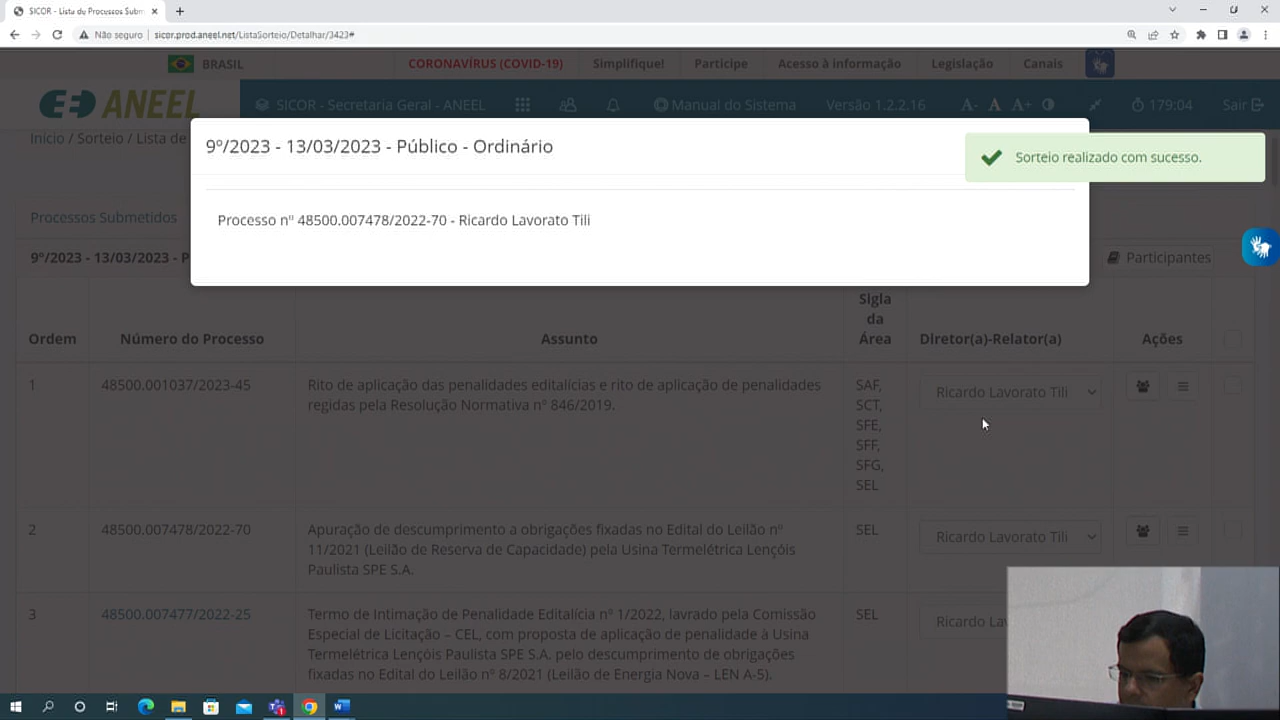 SICOR - Lista de Processos Subm
Não seguro
sicor.prod.aneel.net/ListaSorteio/Detalhar/3423#
BRASIL
CORONAVÍRUS (COVID-19)
Simplifique!
Participe
Acesso à informação
Legislação
Canais
ANEEL
SICOR - Secretaria Geral - ANEEL
Manual do Sistema
Versão 1.2.2.16
A-
A
A+
179:04
Sair
Início / Sorteio / Lista de
9º/2023 - 13/03/2023 - Público - Ordinário
Sorteio realizado com sucesso.
Processo nº 48500.007478/2022-70 - Ricardo Lavorato Tili
Processos Submetidos
9º/2023 - 13/03/2023 - P
Participantes
Ordem
Número do Processo
Assunto
Sigla
da
Área
Diretor(a)-Relator(a)
Ações
1
48500.001037/2023-45
Rito de aplicação das penalidades editalícias e rito de aplicação de penalidades
regidas pela Resolução Normativa nº 846/2019.
SAF,
SCT,
SFE,
SFF,
SFG,
SEL
Ricardo Lavorato Tili
2
48500.007478/2022-70
Apuração de descumprimento a obrigações fixadas no Edital do Leilão nº
11/2021 (Leilão de Reserva de Capacidade) pela Usina Termelétrica Lençóis
Paulista SPE S.A.
SEL
Ricardo Lavorato Tili
3
48500.007477/2022-25
Termo de Intimação de Penalidade Editalícia nº 1/2022, lavrado pela Comissão
Especial de Licitação – CEL, com proposta de aplicação de penalidade à Usina
Termelétrica Lençóis Paulista SPE S.A. pelo descumprimento de obrigações
fixadas no Edital do Leilão nº 8/2021 (Leilão de Energia Nova – LEN A-5).
SEL
Ricardo Lav